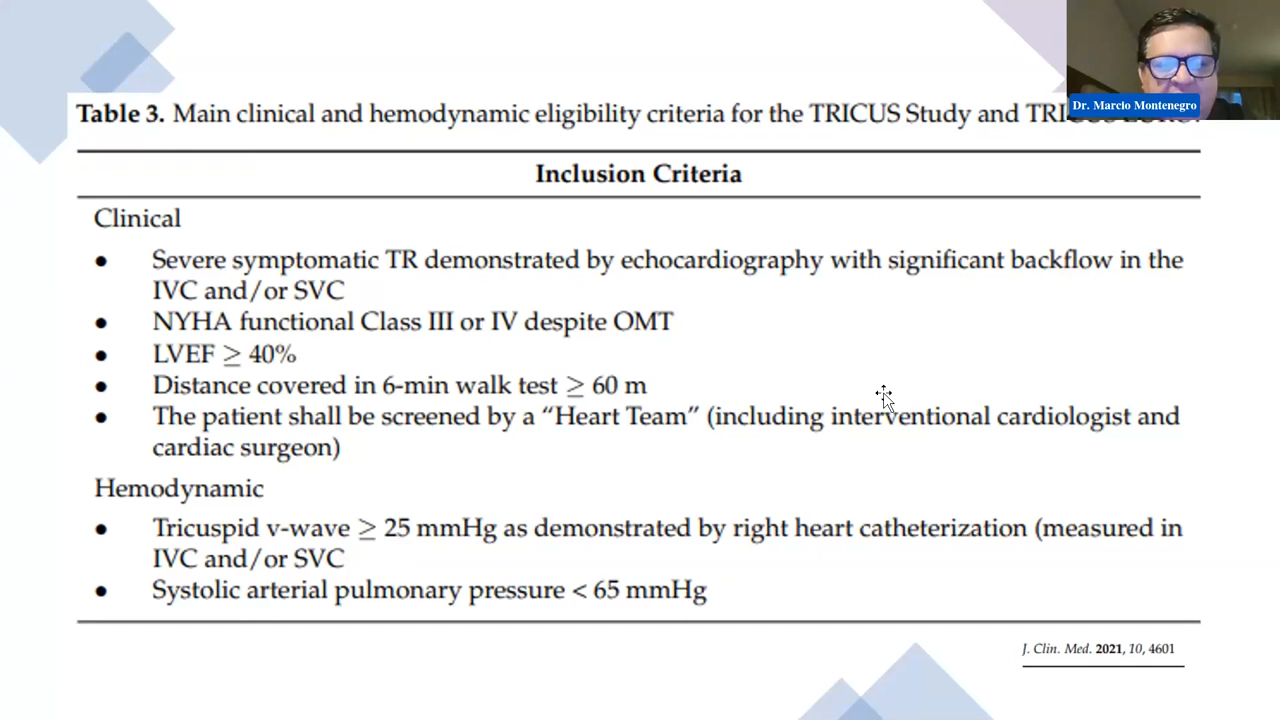 Dr. Marcio Montenegro
Table 3. Main clinical and hemodynamic eligibility criteria for the TRICUS Study and
Inclusion Criteria
Clinical
● Severe symptomatic TR demonstrated by echocardiography with significant backflow in the
IVC and/or SVC
● NYHA functional Class III or IV despite OMT
● LVEF ≥ 40%
● Distance covered in 6-min walk test ≥ 60 m
● The patient shall be screened by a “Heart Team” (including interventional cardiologist and
cardiac surgeon)
Hemodynamic
● Tricuspid v-wave ≥ 25 mmHg as demonstrated by right heart catheterization (measured in
IVC and/or SVC
● Systolic arterial pulmonary pressure < 65 mmHg
J. Clin. Med. 2021, 10, 4601